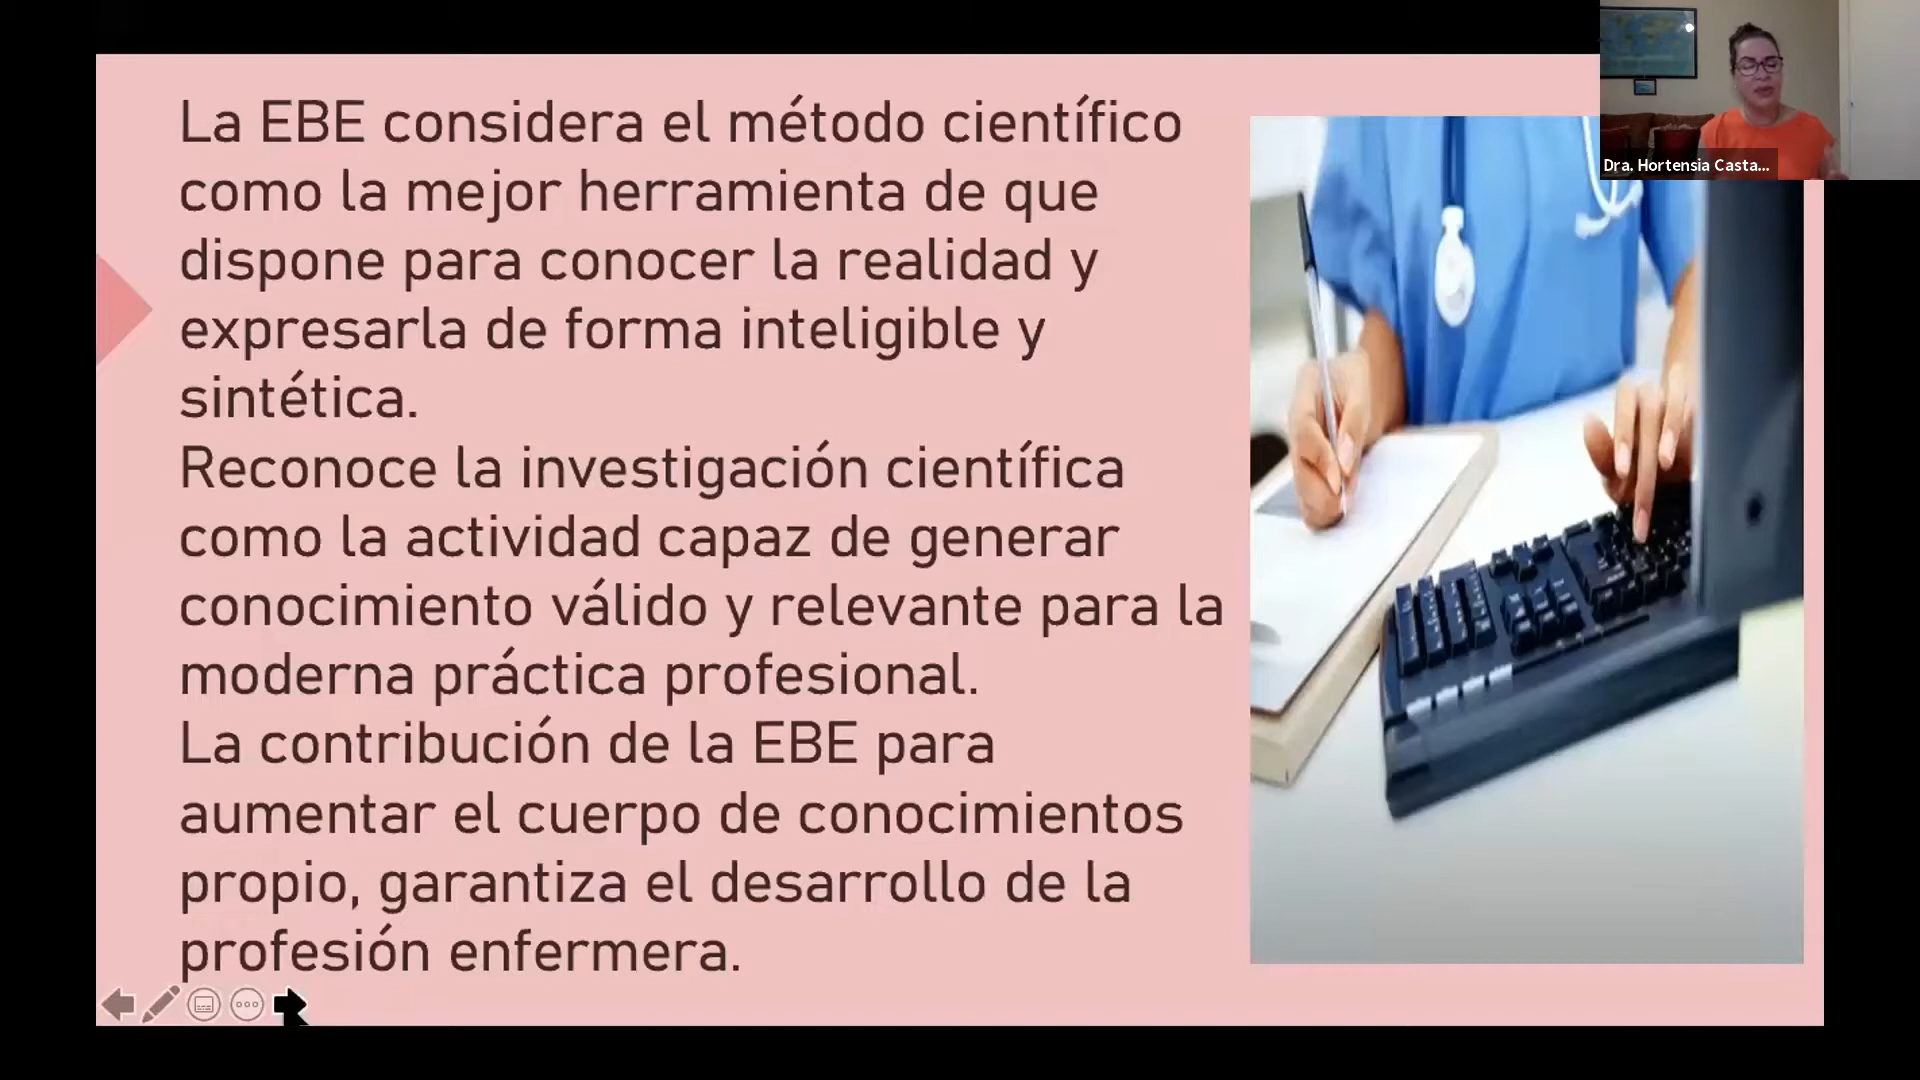 La EBE considera el método científico
como la mejor herramienta de que
dispone para conocer la realidad y
expresarla de forma inteligible y
sintética.
Reconoce la investigación científica
como la actividad capaz de generar
conocimiento válido y relevante para la
moderna práctica profesional.
La contribución de la EBE para
aumentar el cuerpo de conocimientos
propio, garantiza el desarrollo de la
profesión enfermera.
Dra. Hortensia Casta...